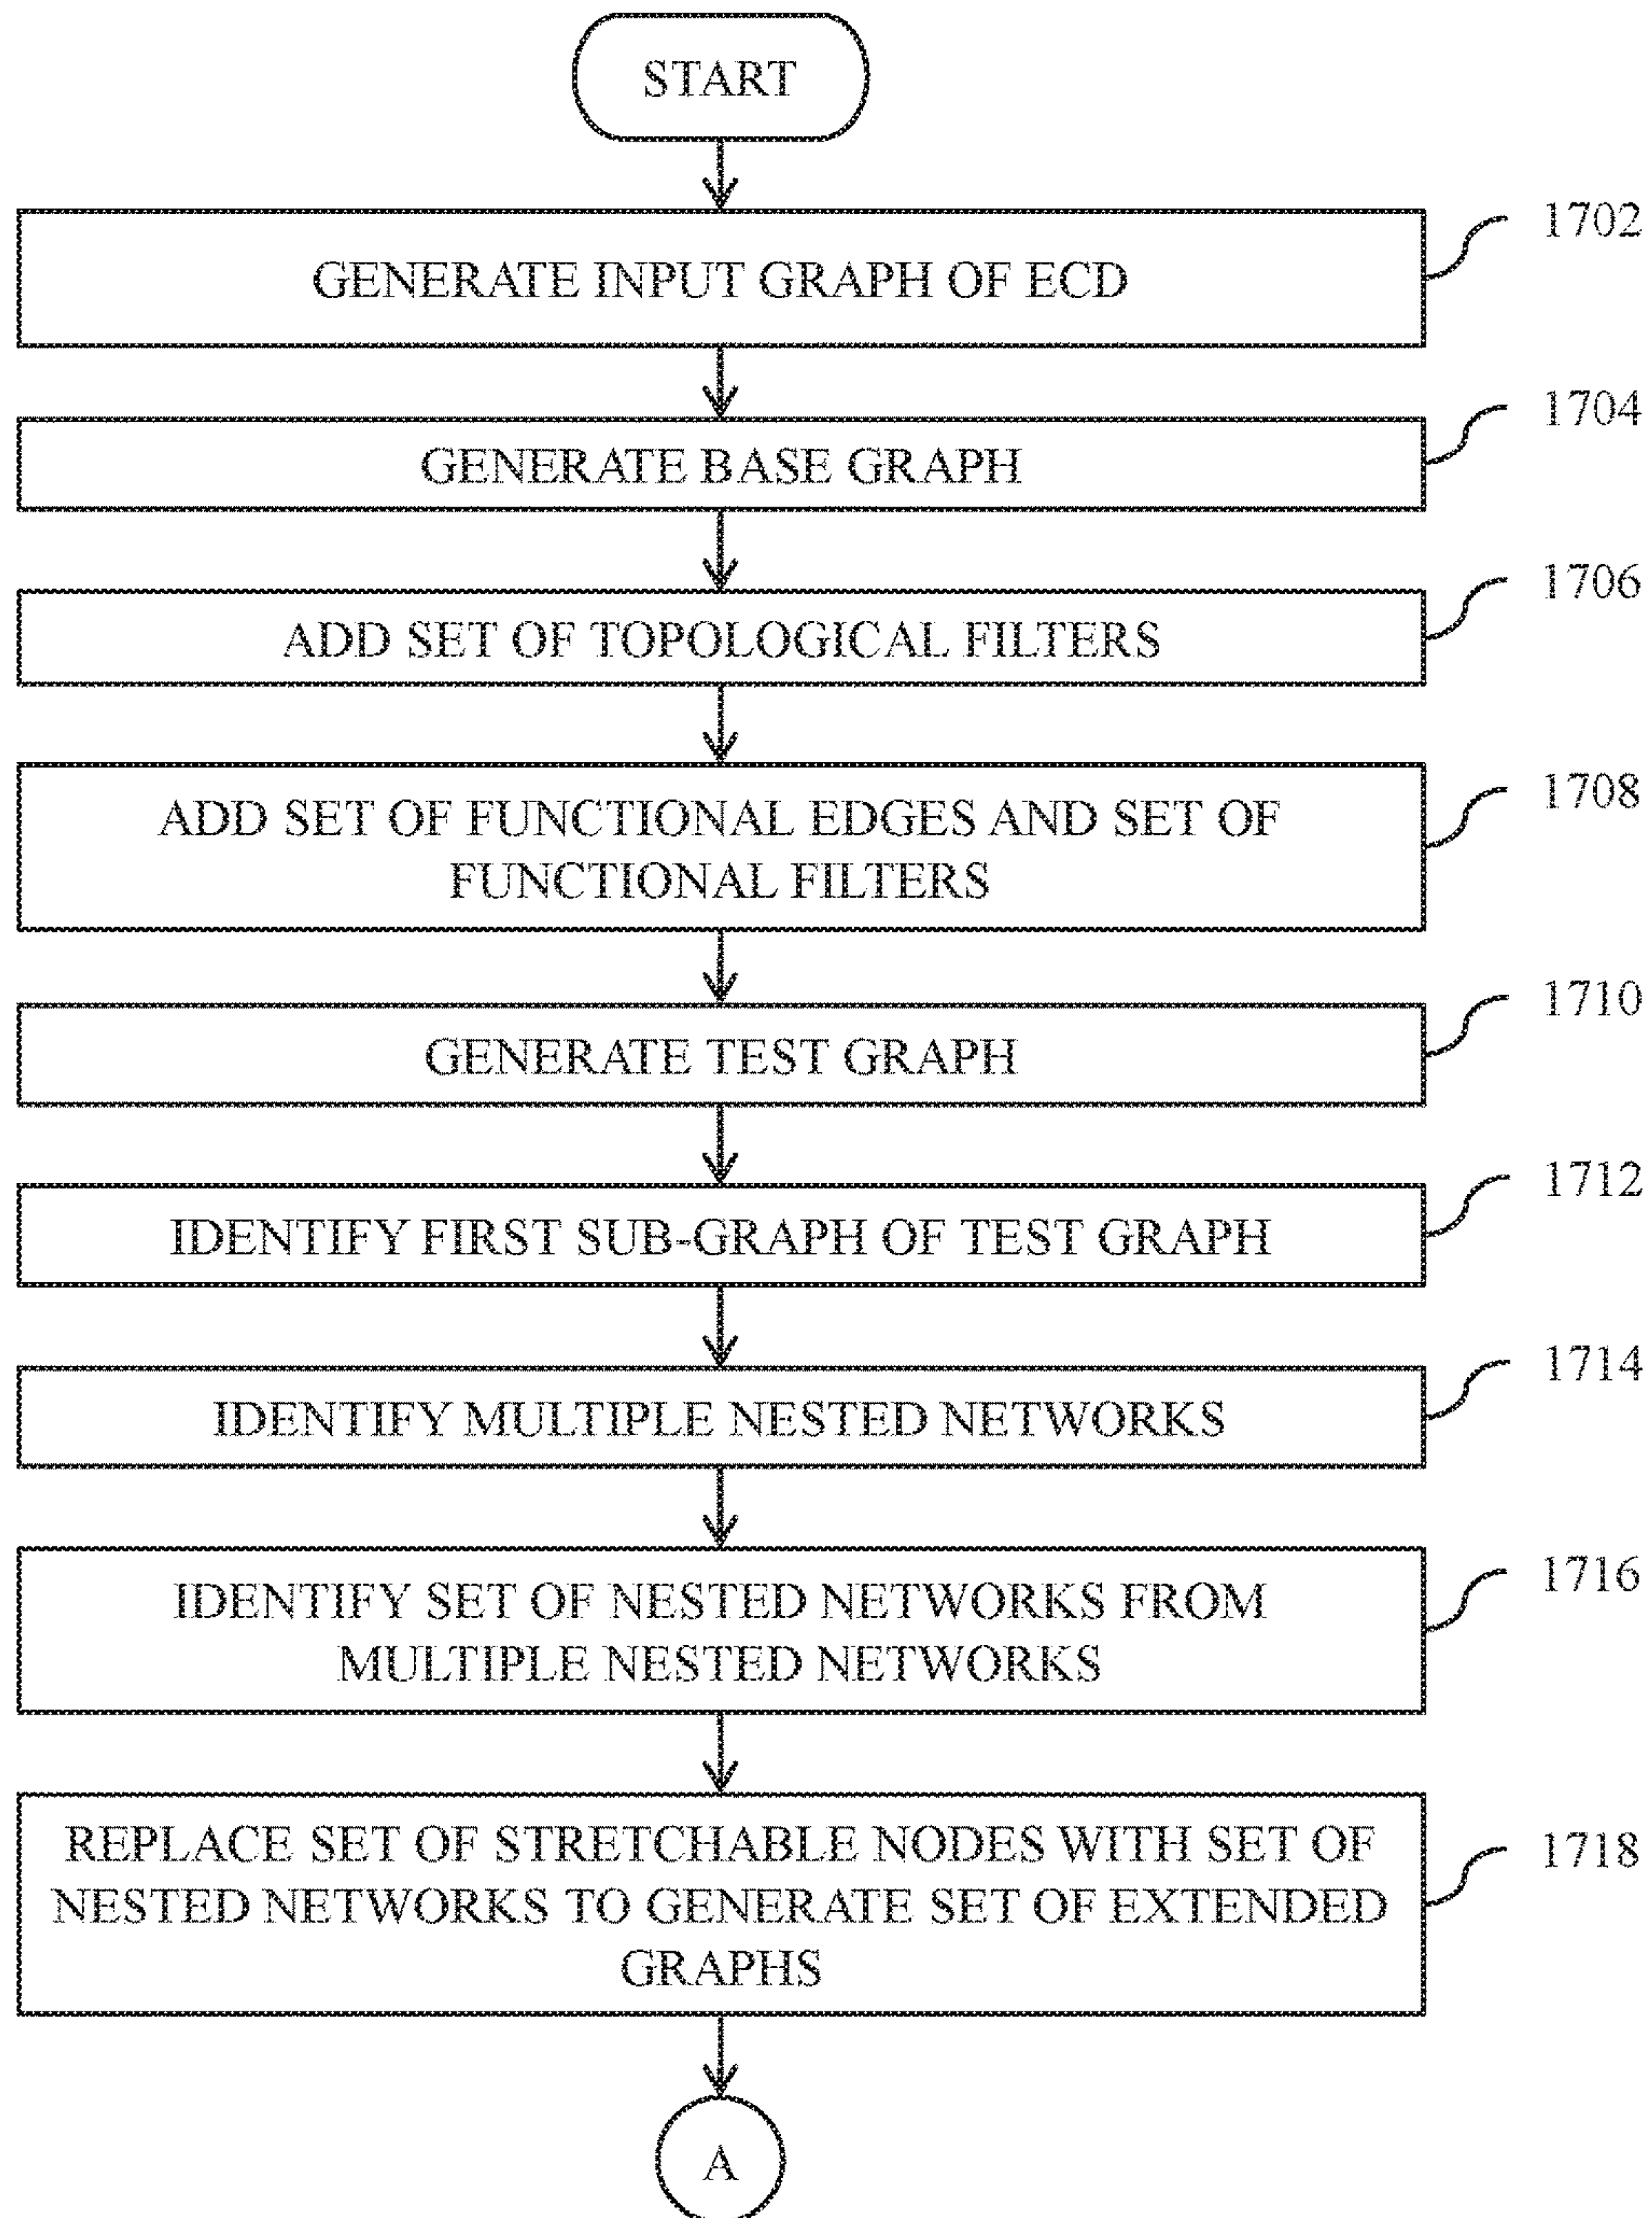 START
1702
GENERATE INPUT GRAPH OF ECD
1704
GENERATE BASE GRAPH
1706
ADD SET OF TOPOLOGICAL FILTERS
1708
ADD SET OF FUNCTIONAL EDGES AND SET OF
FUNCTIONAL FILTERS
1710
GENERATE TEST GRAPH
1712
IDENTIFY FIRST SUB-GRAPH OF TEST GRAPH
1714
IDENTIFY MULTIPLE NESTED NETWORKS
1716
IDENTIFY SET OF NESTED NETWORKS FROM
MULTIPLE NESTED NETWORKS
1718
REPLACE SET OF STRETCHABLE NODES WITH SET OF
NESTED NETWORKS TO GENERATE SET OF EXTENDED
GRAPHS
A